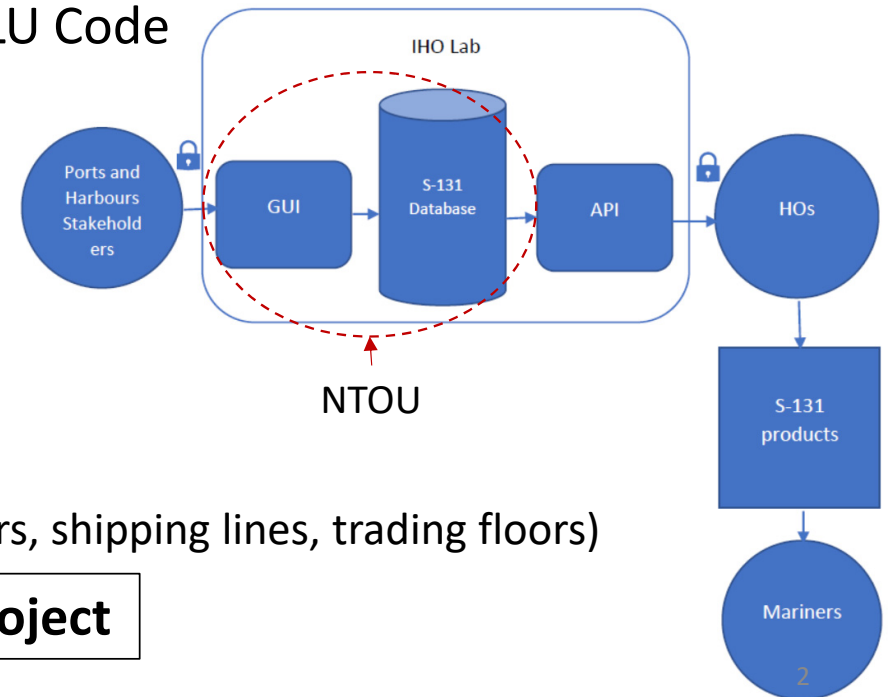 LU Code
IHO Lab
Ports and
Harbours
Stakehold
ers
GUI
S-131
Database
API
HOs
NTOU
S-131
products
rs, shipping lines, trading floors)
oject
Mariners
2